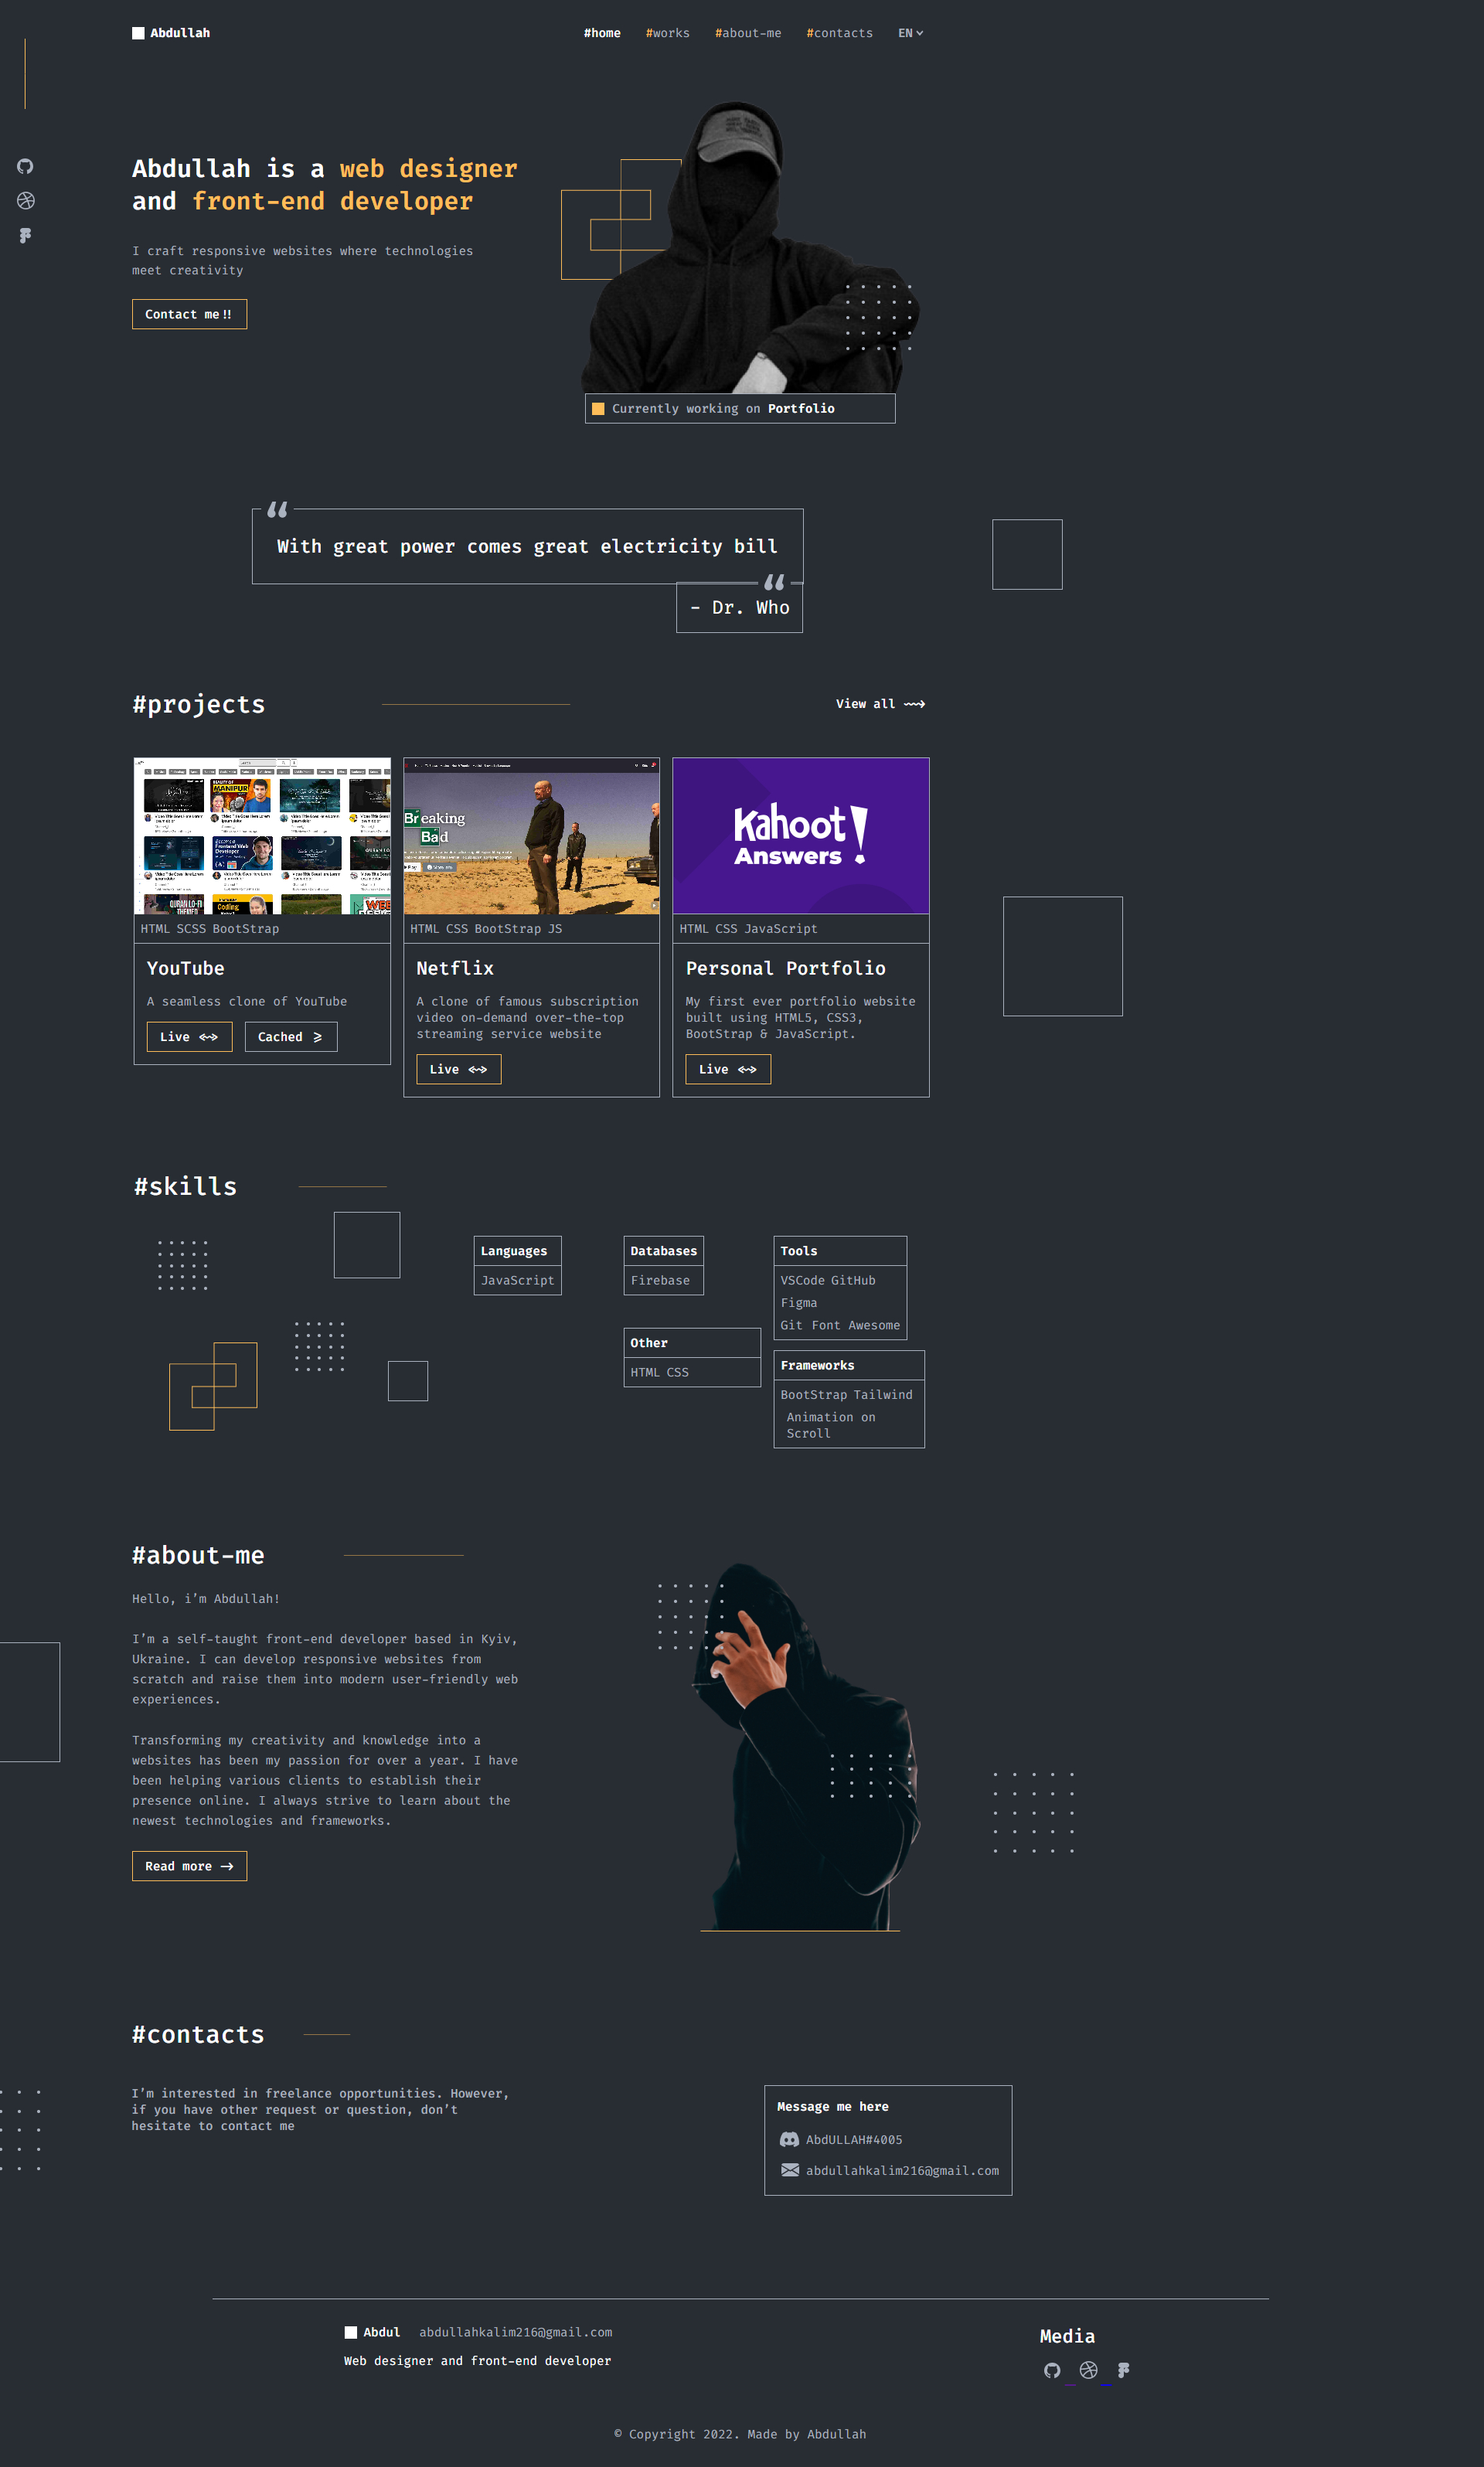 Abdullah
#home #works #about-me #contacts EN
Abdullah is a web designer
and front-end developer
I craft responsive websites where technologies
meet creativity
Contact me!!
Currently working on Portfolio
With great power comes great electricity bill
- Dr. Who
#projects
View all
HTML SCSS BootStrap
YouTube
A seamless clone of YouTube
Live <~>
Cached ≥
Breaking
Bad
HTML CSS BootStrap JS
Netflix
A clone of famous subscription
video on-demand over-the-top
streaming service website
Live <~>
Kahoot!
Answers
HTML CSS JavaScript
Personal Portfolio
My first ever portfolio website
built using HTML5, CSS3,
BootStrap & JavaScript.
Live <~>
#skills
Languages
JavaScript
Databases
Firebase
Other
HTML CSS
Tools
VSCode GitHub
Figma
Git Font Awesome
Frameworks
BootStrap Tailwind
Animation on
Scroll
#about-me
Hello, i’m Abdullah!
I’m a self-taught front-end developer based in Kyiv,
Ukraine. I can develop responsive websites from
scratch and raise them into modern user-friendly web
experiences.
Transforming my creativity and knowledge into a
websites has been my passion for over a year. I have
been helping various clients to establish their
presence online. I always strive to learn about the
newest technologies and frameworks.
Read more →
#contacts
I’m interested in freelance opportunities. However,
if you have other request or question, don’t
hesitate to contact me
Message me here
AbdULLAH#4005
abdullahkalim216@gmail.com
Abdul abdullahkalim216@gmail.com
Web designer and front-end developer
Media
© Copyright 2022. Made by Abdullah